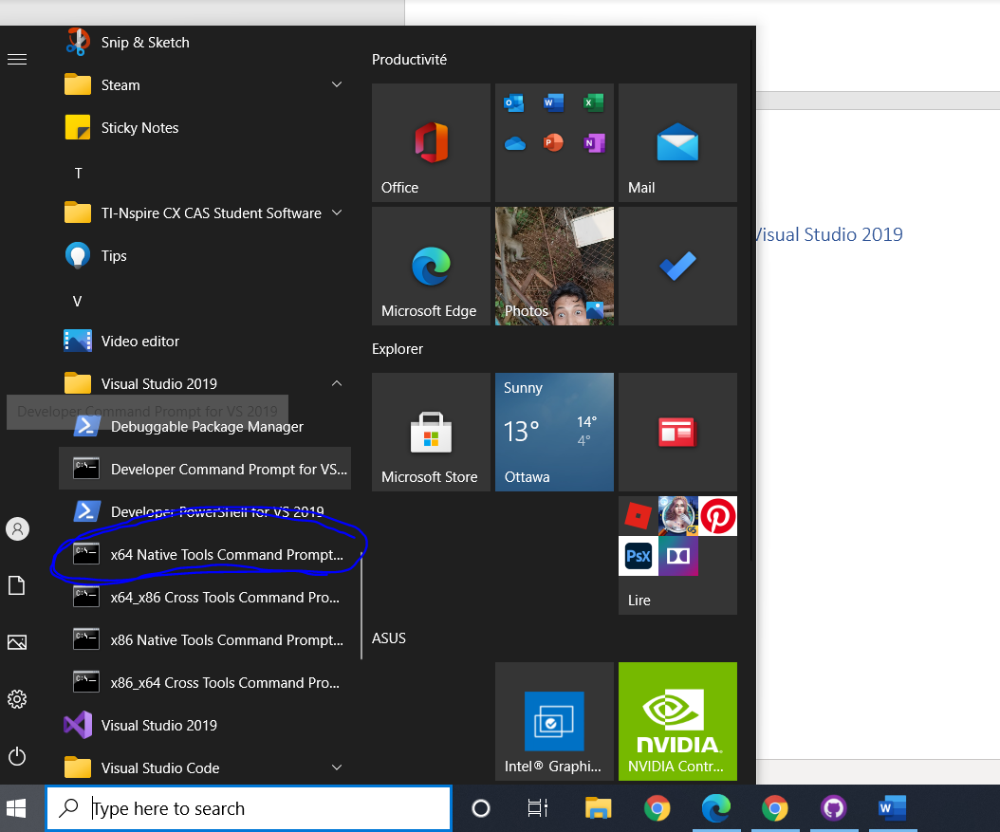 Snip & Sketch
Steam
Sticky Notes
T
TI-Nspire CX CAS Student Software
Tips
V
Video editor
Visual Studio 2019
Developer Command Prompt for VS 2019
Debuggable Package Manager
Developer Command Prompt for VS...
Developer PowerShell for VS 2019
x64 Native Tools Command Prompt...
x64_x86 Cross Tools Command Pro...
x86 Native Tools Command Prompt...
x86_x64 Cross Tools Command Pro...
Visual Studio 2019
Visual Studio Code
Productivité
Office
Mail
Microsoft Edge
Photos
Explorer
Microsoft Store
Sunny
13°
14°
4°
Ottawa
PsX
Lire
ASUS
Intel® Graphi...
NVIDIA.
NVIDIA Contr...
Visual Studio 2019
Type here to search